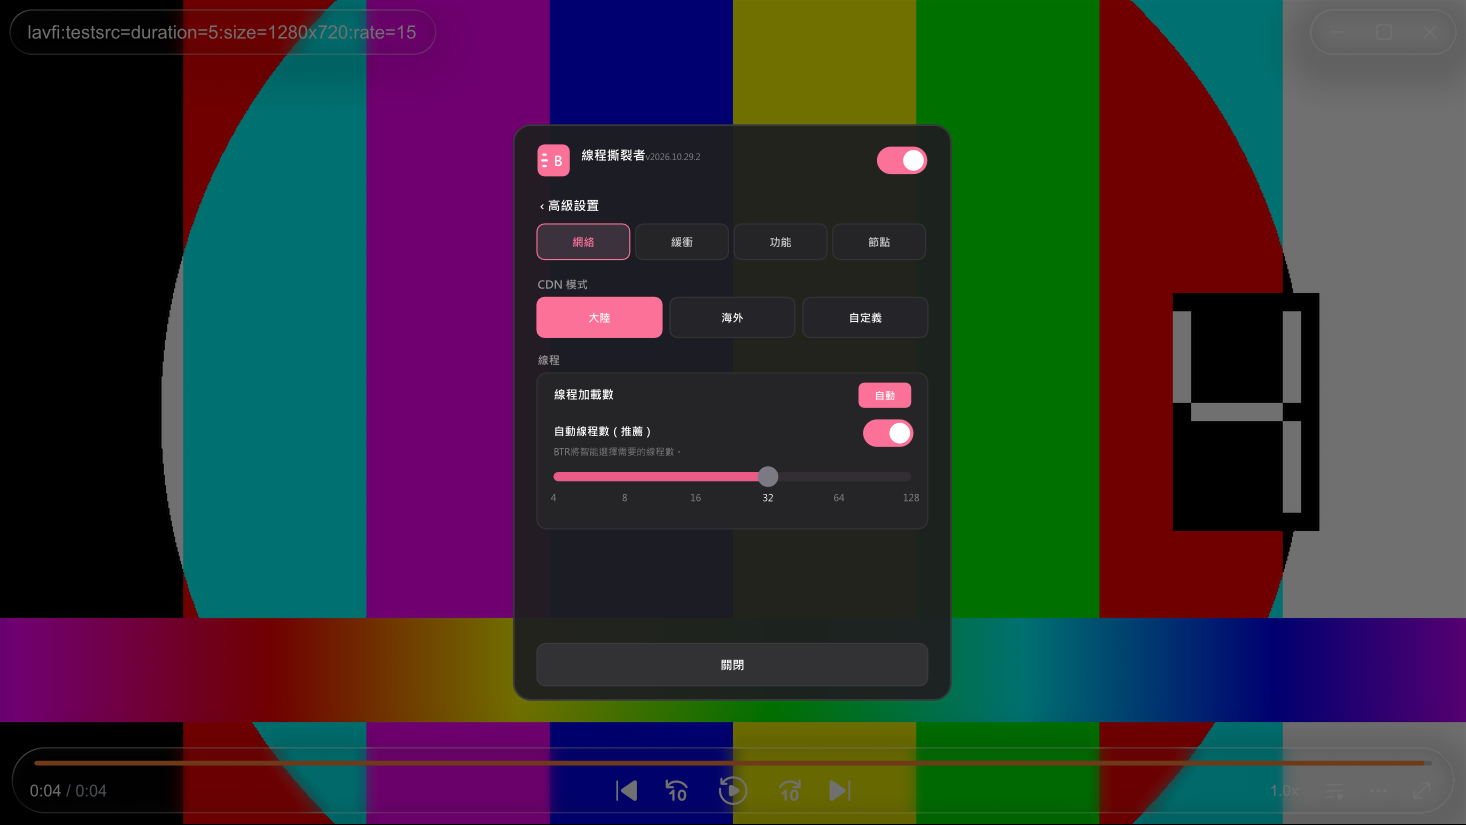 lavfi:testsrc=duration=5:size=1280x720:rate=15
B 線程撕裂者v2026.10.29.2
‹ 高級設置
網絡 緩衝 功能 節點
CDN 模式
大陸 海外 自定義
線程
線程加載數 自動
自動線程數 ( 推薦 )
BTR將智能選擇需要的線程數。
4 8 16 32 64 128
關閉
4
0:04 / 0:04 10 10 1.0x